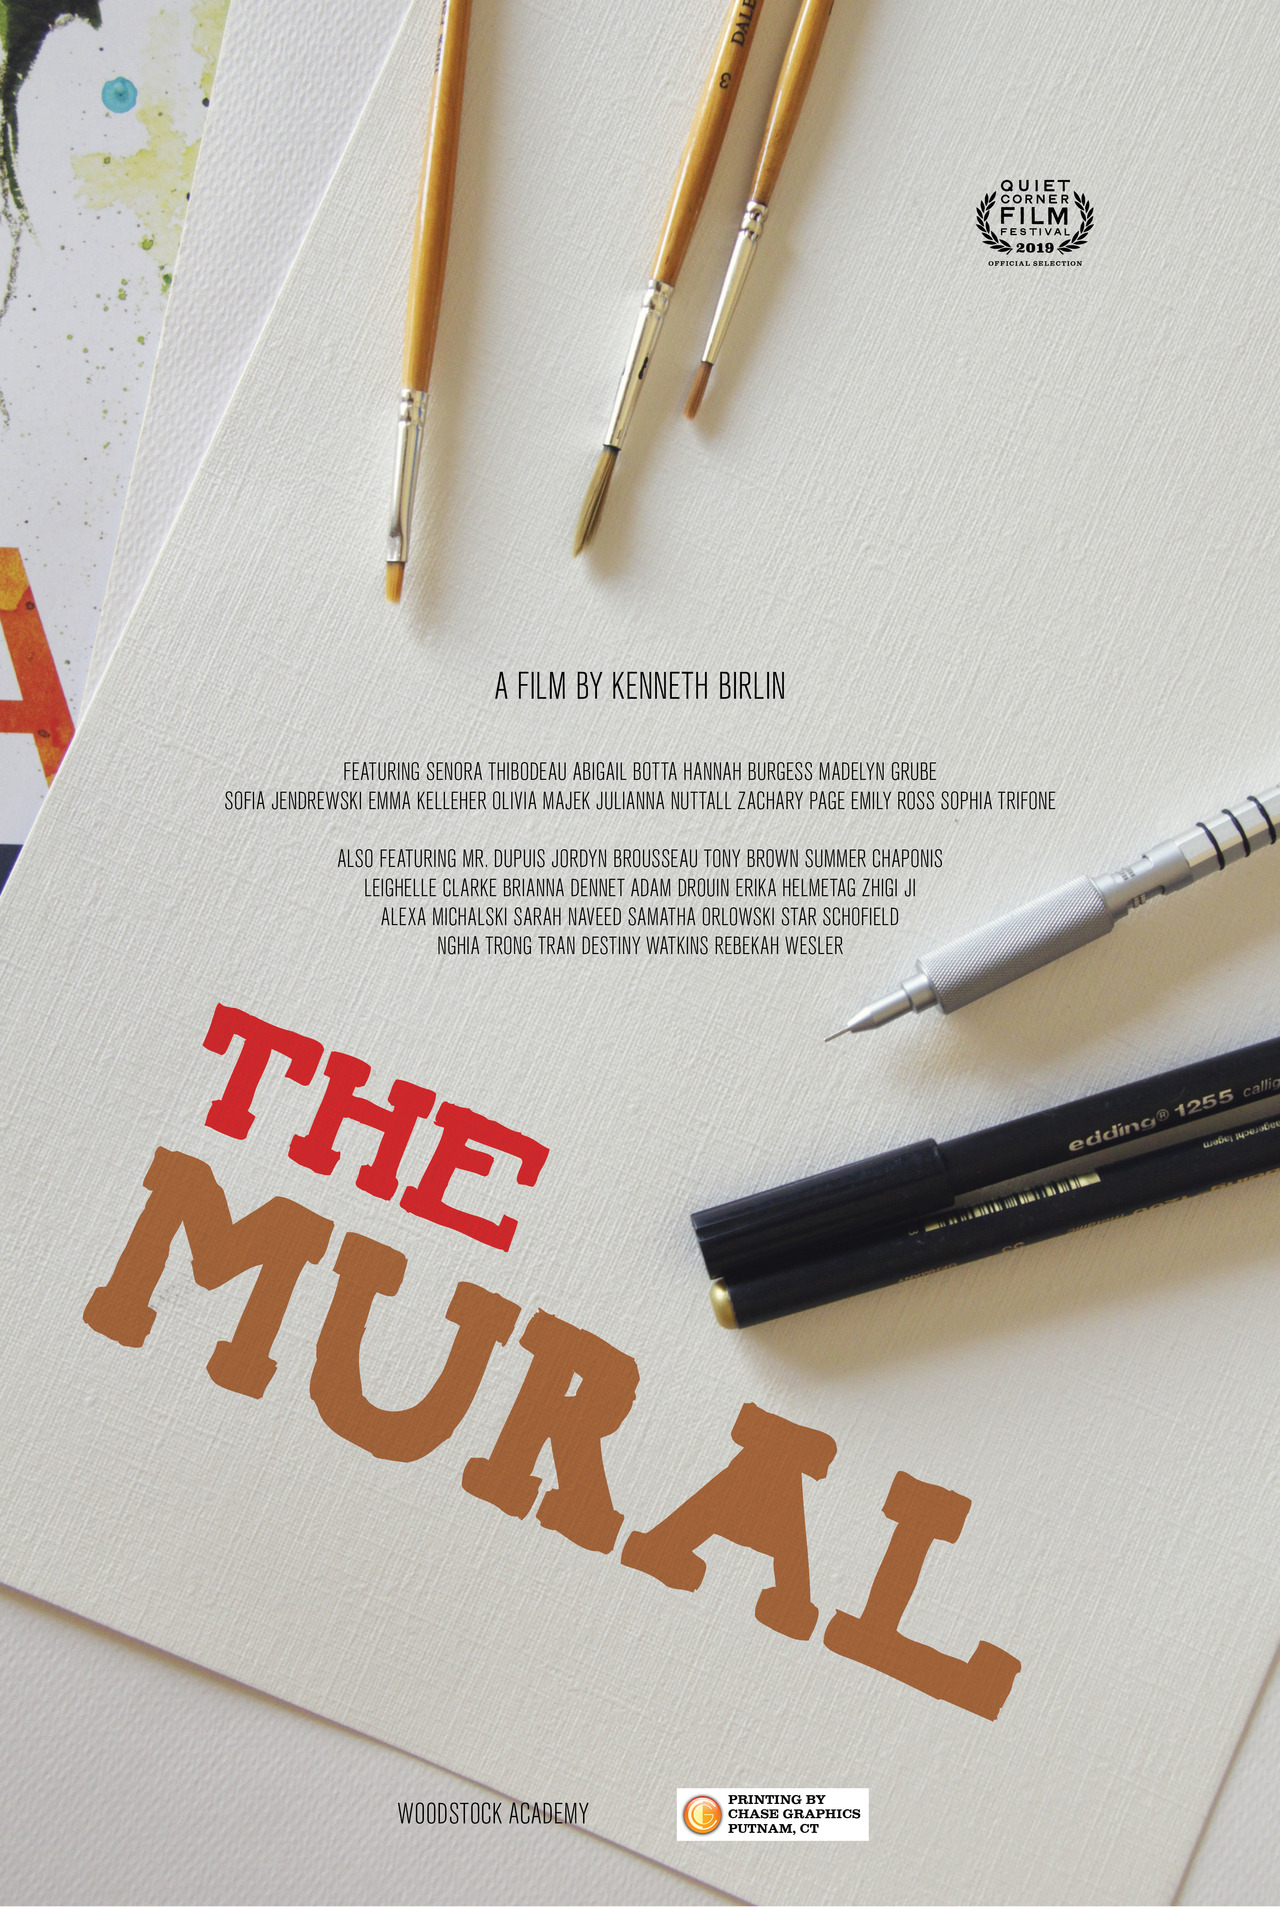 DALE
3
QUIET
CORNER
FILM
FESTIVAL
2019
OFFICIAL SELECTION
A
A FILM BY KENNETH BIRLIN
FEATURING SENORA THIBODEAU ABIGAIL BOTTA HANNAH BURGESS MADELYN GRUBE
SOFIA JENDREWSKI EMMA KELLEHER OLIVIA MAJEK JULIANNA NUTTALL ZACHARY PAGE EMILY ROSS SOPHIA TRIFONE
ALSO FEATURING MR. DUPUIS JORDYN BROUSSEAU TONY BROWN SUMMER CHAPONIS
LEIGHELLE CLARKE BRIANNA DENNET ADAM DROUIN ERIKA HELMETAG ZHIGI JI
ALEXA MICHALSKI SARAH NAVEED SAMATHA ORLOWSKI STAR SCHOFIELD
NGHIA TRONG TRAN DESTINY WATKINS REBEKAH WESLER
THE
MURAL
edding® 1255 callig
lagern
WOODSTOCK ACADEMY
G
PRINTING BY
CHASE GRAPHICS
PUTNAM, CT